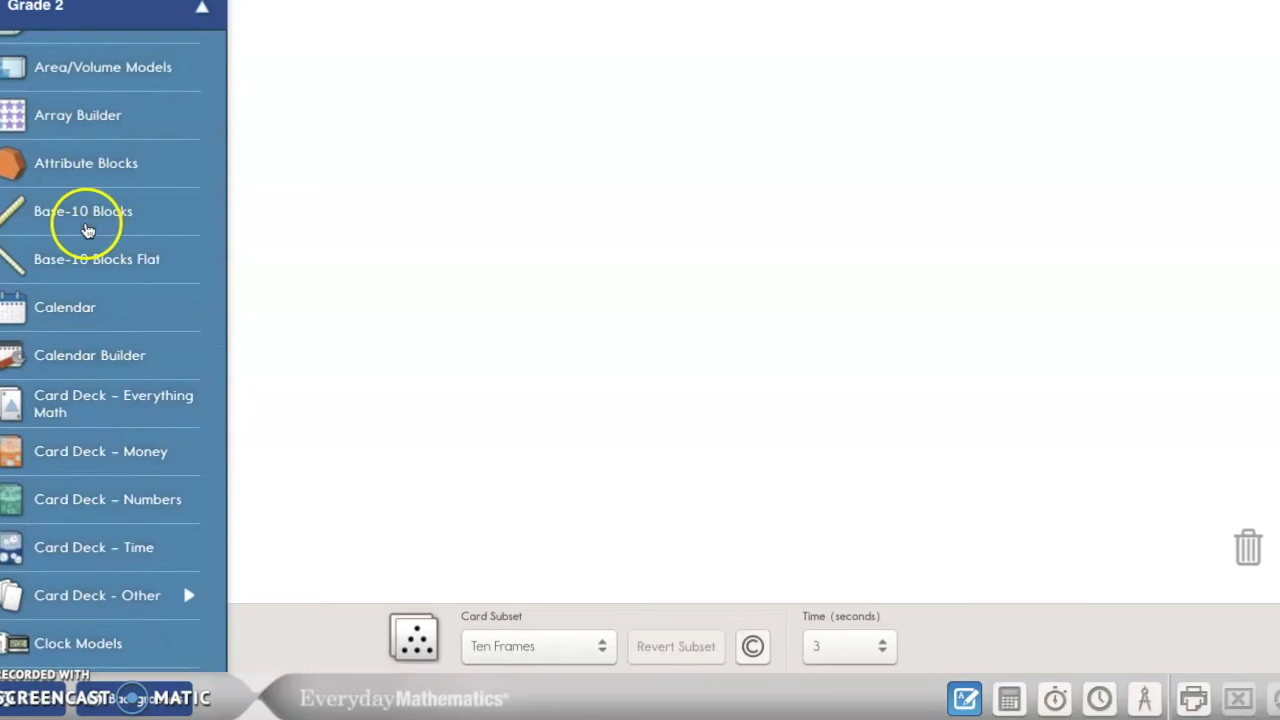 Grade 2
Area/Volume Models
Array Builder
Attribute Blocks
Base-10 Blocks
Base-10 Blocks Flat
Calendar
Calendar Builder
Card Deck – Everything
Math
Card Deck – Money
Card Deck – Numbers
Card Deck – Time
Card Deck - Other
Clock Models
Card Subset
Time (seconds)
Ten Frames
Revert Subset
©
3
RECORDED WITH
SCREENCAST MATIC
EverydayMathematics®